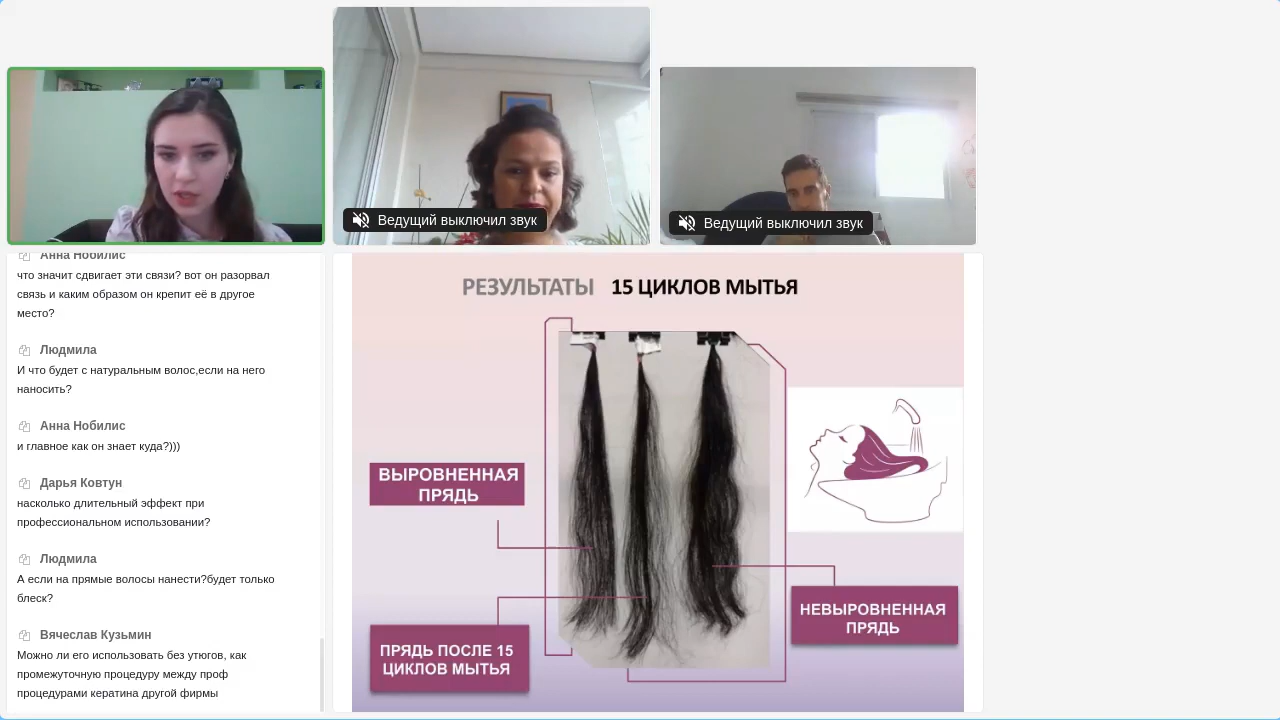 Ведущий выключил звук
Ведущий выключил звук
Анна Нобилис
что значит сдвигает эти связи? вот он разорвал
связь и каким образом он крепит её в другое
место?
Людмила
И что будет с натуральным волос,если на него
наносить?
Анна Нобилис
и главное как он знает куда?)))
Дарья Ковтун
насколько длительный эффект при
профессиональном использовании?
Людмила
А если на прямые волосы нанести?будет только
блеск?
Вячеслав Кузьмин
Можно ли его использовать без утюгов, как
промежуточную процедуру между проф
процедурами кератина другой фирмы
РЕЗУЛЬТАТЫ 15 ЦИКЛОВ МЫТЬЯ
ВЫРОВНЕННАЯ
ПРЯДЬ
ПРЯДЬ ПОСЛЕ 15
ЦИКЛОВ МЫТЬЯ
НЕВЫРОВНЕННАЯ
ПРЯДЬ